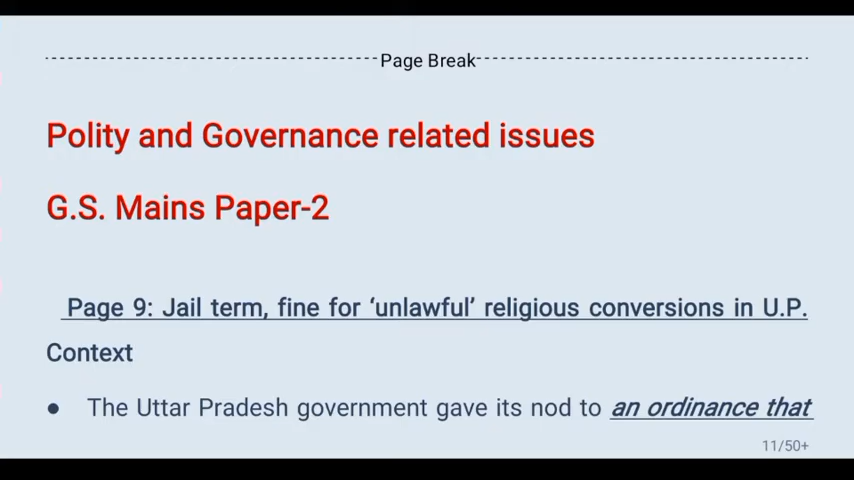 Page Break
Polity and Governance related issues
G.S. Mains Paper-2
Page 9: Jail term, fine for ‘unlawful’ religious conversions in U.P.
Context
● The Uttar Pradesh government gave its nod to an ordinance that
11/50+